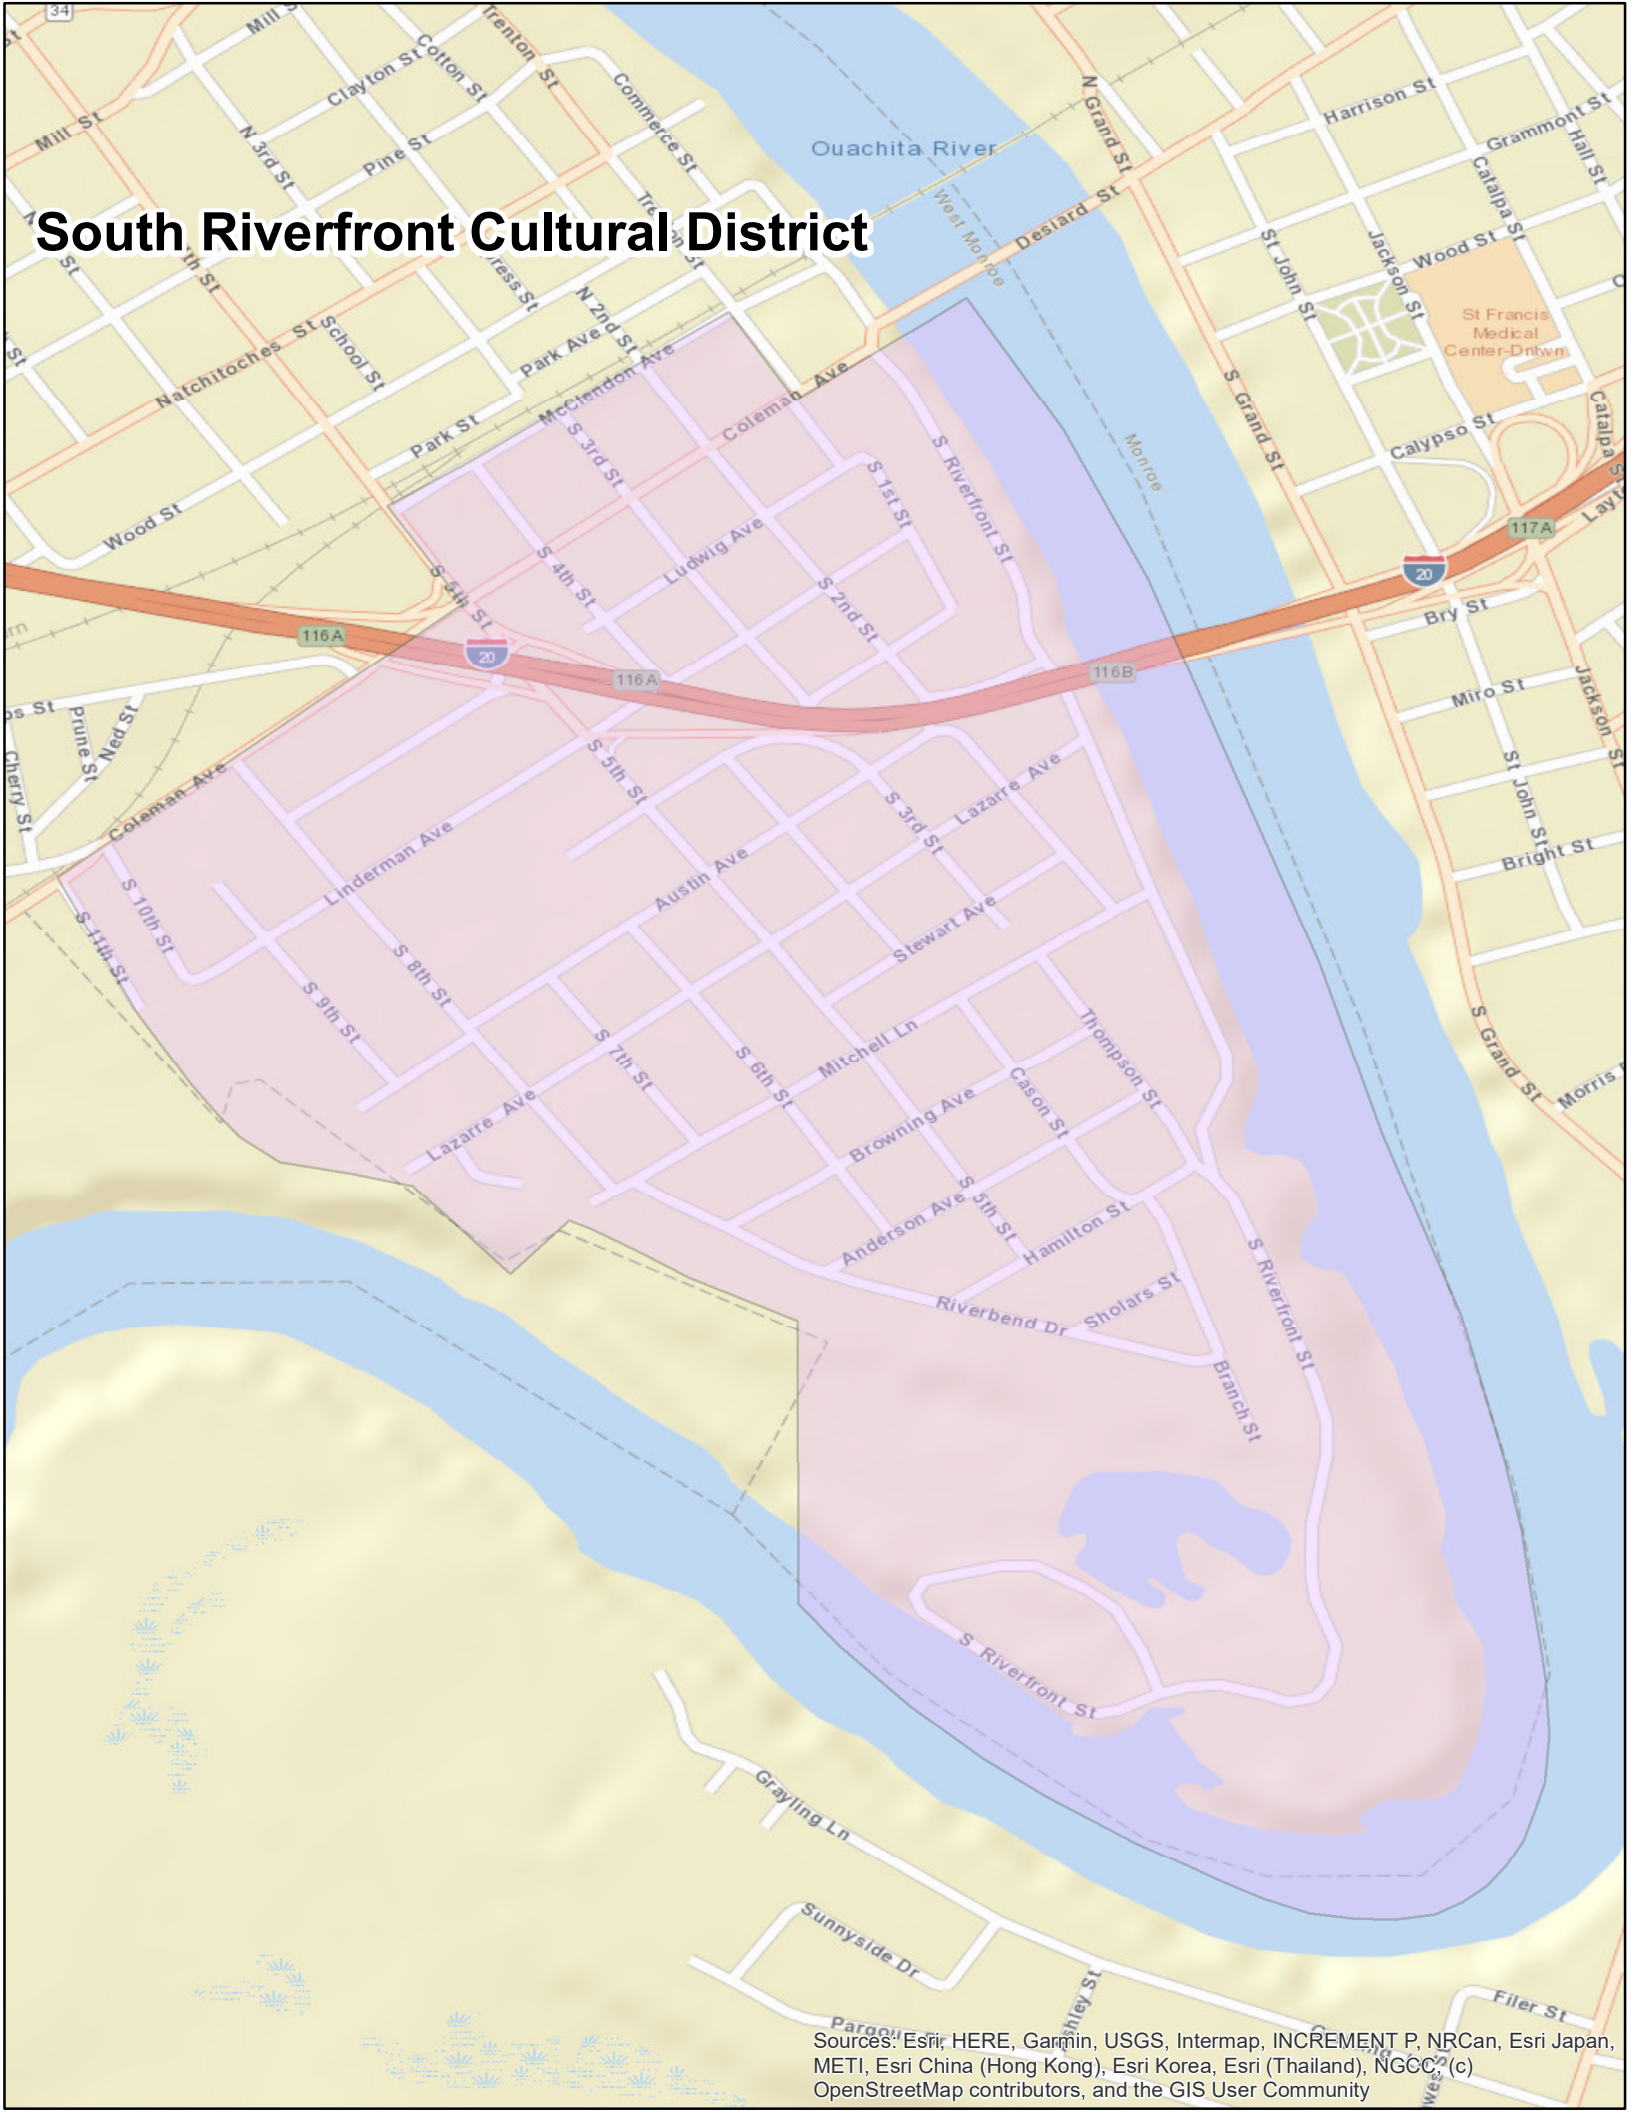 34
St
Mill S
Mill St
Clayton St
Cotton St
Trenton St
Commerce St
N 3rd St
Pine St
Ouachita River
N Grand St
Harrison St
Grammont St
Hall St
Catalpa St
Desiard St
West Monroe
South Riverfront Cultural District
St John St
Jackson St
Wood St
N 2nd St
School St
Park Ave
Natchitoches St
McClendon Ave
Park St
Coleman Ave
St Francis
Medical
Center-Dntwn
S Grand St
Calypso St
Catalpa S
Monroe
S 3rd St
S Riverfront St
S 1st St
Wood St
Ludwig Ave
S 4th St
S 5th St
S 2nd St
117A
Layt
20
Bry St
116A
20
116A
116B
Miro St
Jackson St
os St
Prune St
Ned St
Cherry St
Coleman Ave
S 5th St
Lazarre Ave
S 3rd St
St John St
Bright St
Linderman Ave
Austin Ave
S 10th St
S 11th St
Stewart Ave
S 8th St
S 9th St
S Grand St
Morris
Mitchell Ln
Thompson St
S 7th St
S 6th St
Cason St
Browning Ave
Lazarre Ave
S 5th St
Anderson Ave
Hamilton St
S Riverfront St
Riverbend Dr
Sholars St
Branch St
S Riverfront St
Grayling Ln
Sunnyside Dr
Filer St
Sources: Esri, HERE, Garmin, USGS, Intermap, INCREMENT P, NRCan, Esri Japan,
METI, Esri China (Hong Kong), Esri Korea, Esri (Thailand), NGCC, (c)
OpenStreetMap contributors, and the GIS User Community